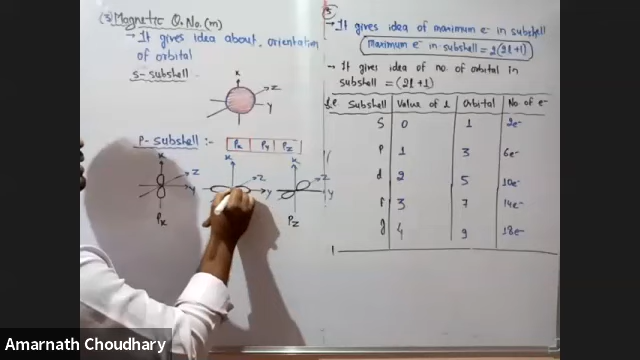 (3) Magnetic Q. No. (m)
→ It gives idea about orientation
of orbital
s-subshell
x
z
y
P-subshell :-
Px Py Pz
x
z
y
Px
x
z
y
x
z
y
Pz
→ It gives idea of maximum e- in subshell
maximum e- in subshell = 2(2l+1)
→ It gives idea of no. of orbital in
subshell = (2l+1)
Subshell Value of l Orbital No of e-
S 0 1 2e-
P 1 3 6e-
d 2 5 10e-
f 3 7 14e-
g 4 9 18e-
Amarnath Choudhary